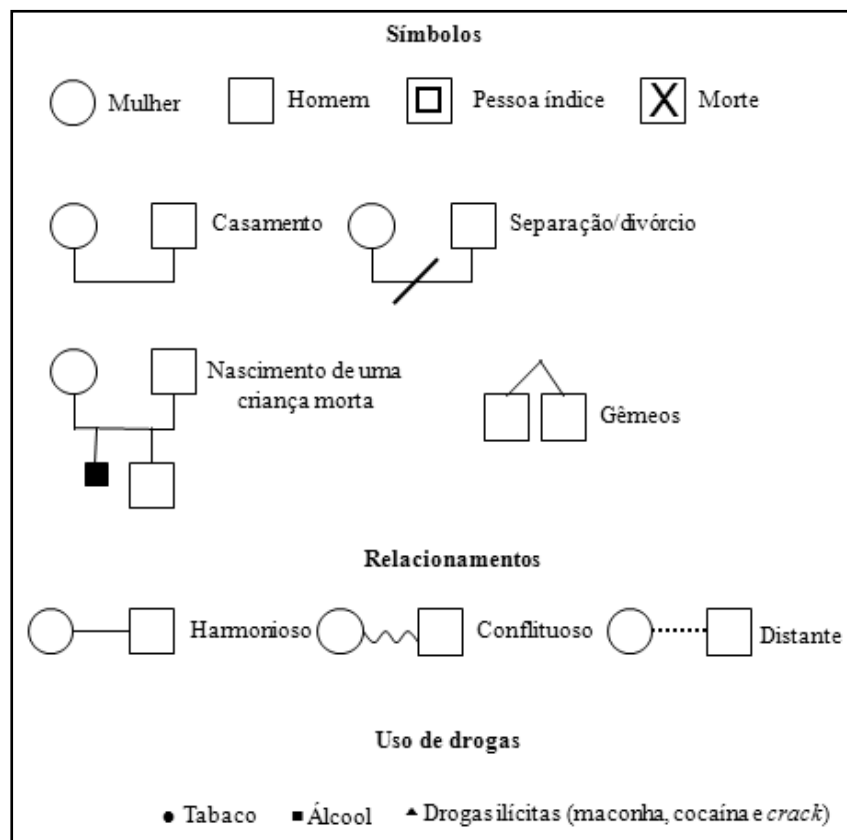 Símbolos
Mulher Homem Pessoa índice Morte
Casamento Separação/divórcio
Nascimento de uma
criança morta
Gêmeos
Relacionamentos
Harmonioso Conflituoso Distante
Uso de drogas
Tabaco Álcool Drogas ilícitas (maconha, cocaína e crack)